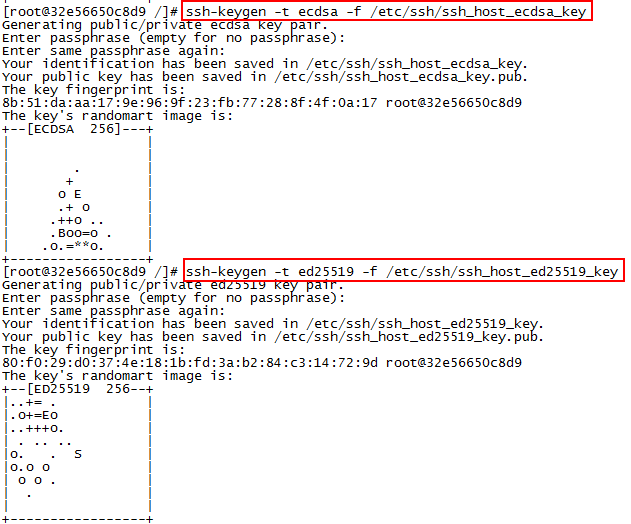 [root@32e56650c8d9 /]# ssh-keygen -t ecdsa -f /etc/ssh/ssh_host_ecdsa_key
Generating public/private ecdsa key pair.
Enter passphrase (empty for no passphrase):
Enter same passphrase again:
Your identification has been saved in /etc/ssh/ssh_host_ecdsa_key.
Your public key has been saved in /etc/ssh/ssh_host_ecdsa_key.pub.
The key fingerprint is:
8b:51:da:aa:17:9e:96:9f:23:fb:77:28:8f:4f:0a:17 root@32e56650c8d9
The key's randomart image is:
+--[ECDSA  256]---+
|                 |
|                 |
|        .        |
|       +         |
|      o E        |
|      .+ o       |
|     .++o ..     |
|     .Boo=o .    |
|    .o.=**o.     |
+-----------------+
[root@32e56650c8d9 /]# ssh-keygen -t ed25519 -f /etc/ssh/ssh_host_ed25519_key
Generating public/private ed25519 key pair.
Enter passphrase (empty for no passphrase):
Enter same passphrase again:
Your identification has been saved in /etc/ssh/ssh_host_ed25519_key.
Your public key has been saved in /etc/ssh/ssh_host_ed25519_key.pub.
The key fingerprint is:
80:f0:29:d0:37:4e:18:1b:fd:3a:b2:84:c3:14:72:9d root@32e56650c8d9
The key's randomart image is:
+--[ED25519  256--+
|..+= .           |
|.o+=Eo           |
|..+++o.          |
| . .. ..         |
|o.   .  S        |
|o.o o            |
| o o .           |
|  .              |
|                 |
+-----------------+